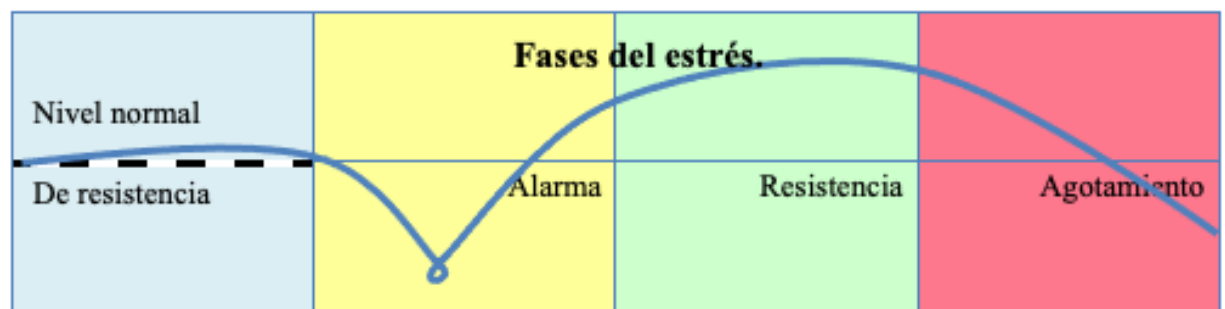 Fases del estrés.
Nivel normal
De resistencia
Alarma
Resistencia
Agotamiento